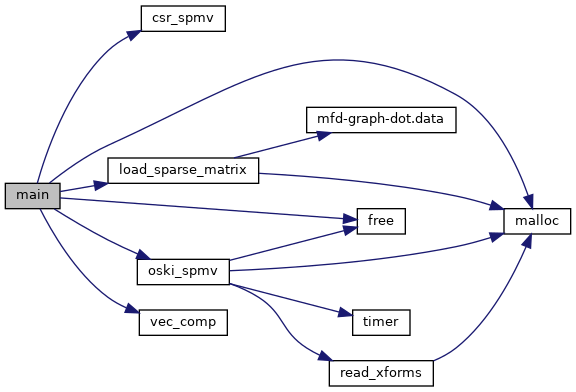 csr_spmv
mfd-graph-dot.data
load_sparse_matrix
main
free
malloc
oski_spmv
vec_comp
timer
read_xforms